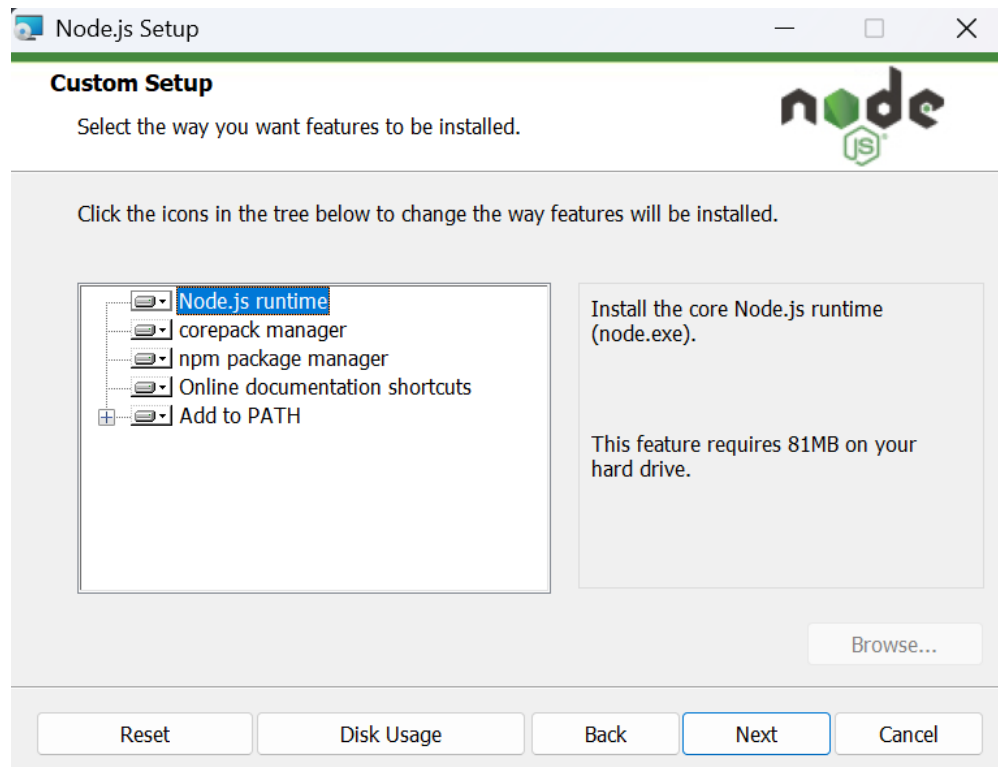 Node.js Setup
Custom Setup
Select the way you want features to be installed.
node
JS
Click the icons in the tree below to change the way features will be installed.
Node.js runtime
corepack manager
npm package manager
Online documentation shortcuts
Add to PATH
Install the core Node.js runtime
(node.exe).
This feature requires 81MB on your
hard drive.
Browse...
Reset
Disk Usage
Back
Next
Cancel